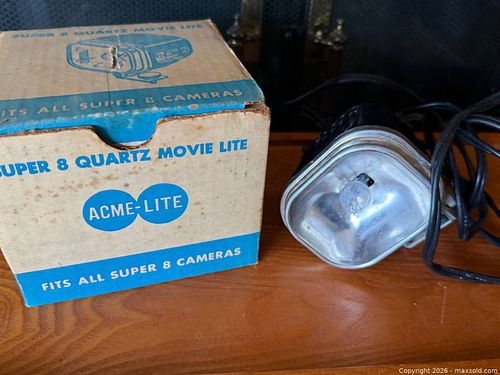 SUPER 8 QUARTZ MOVIE LITE
FITS ALL SUPER 8 CAMERAS
SUPER 8 QUARTZ MOVIE LITE
ACME-LITE
FITS ALL SUPER 8 CAMERAS
Copyright 2026 - maxsold.com